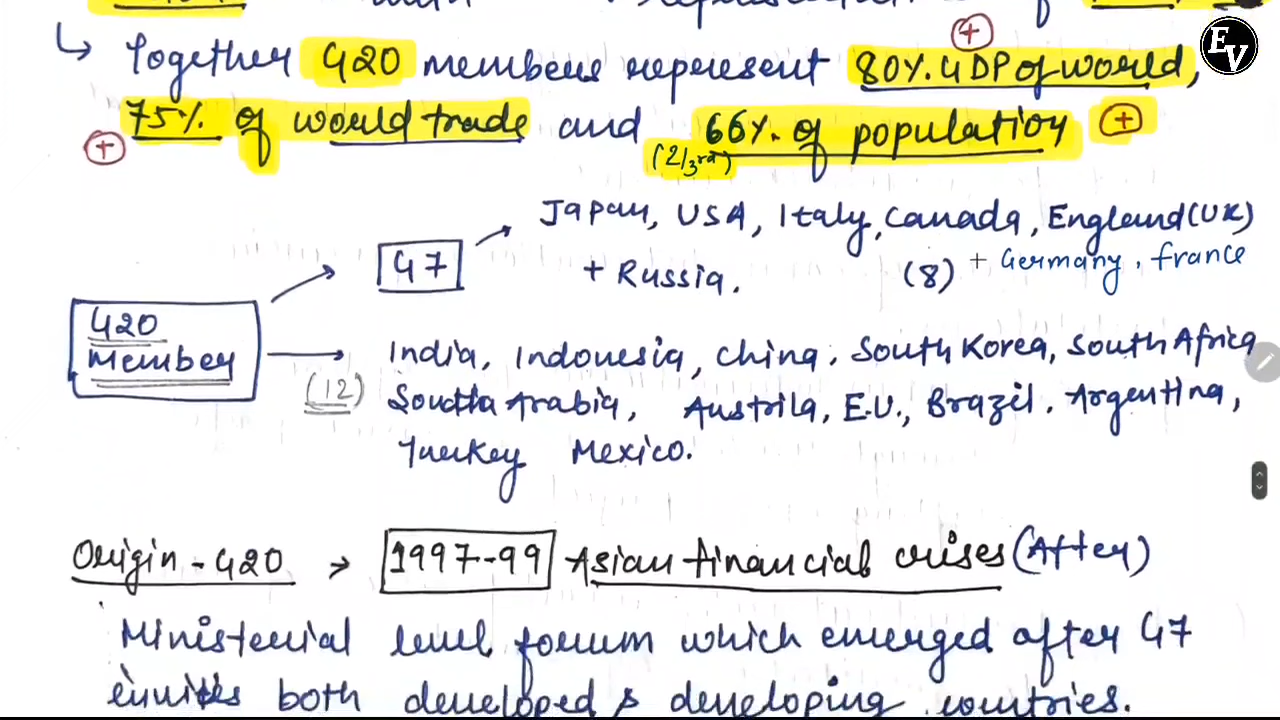 EV
↳ Together G20 members represent 80%. GDP of world,
75% of world trade and 66%. of population
(2/3rd)
Japan, USA, Italy, Canada, England(UK)
G7
+ Russia. (8) + Germany, france
G20
Member
(12)
India, Indonesia, China, South Korea, South Africa
Soudta Arabia, Austrila, E.U., Brazil. Argentina,
Turkey Mexico.
Origin - G20 → 1997-99 Asian financial crises (After)
Ministerial level forum which emerged after G7
both developed & developing countries.